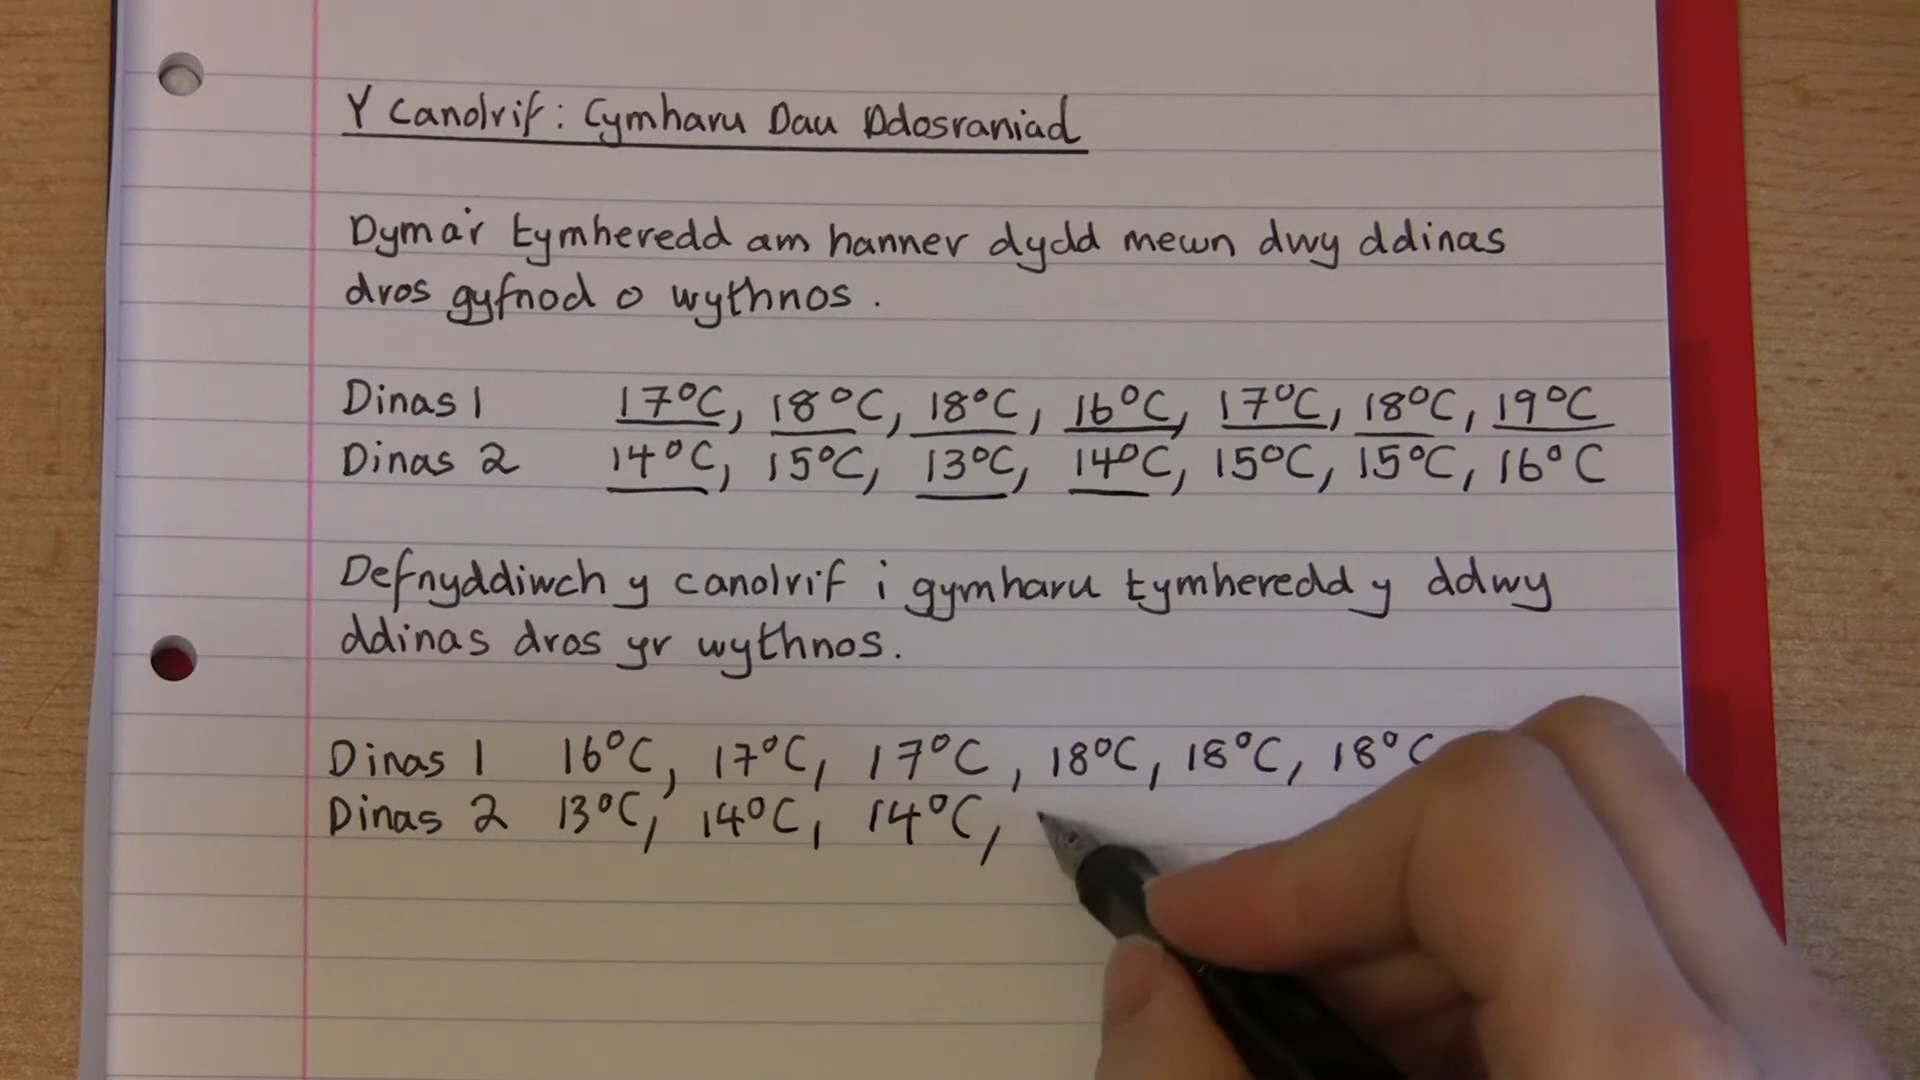 Y Canolrif: Cymharu Dau Ddosraniad
Dyma'r tymheredd am hanner dydd mewn dwy ddinas
dros gyfnod o wythnos.
Dinas 1 17°C, 18°C, 18°C, 16°C, 17°C, 18°C, 19°C
Dinas 2 14°C, 15°C, 13°C, 14°C, 15°C, 15°C, 16°C
Defnyddiwch y canolrif i gymharu tymheredd y ddwy
ddinas dros yr wythnos.
Dinas 1 16°C, 17°C, 17°C, 18°C, 18°C, 18°C
Dinas 2 13°C, 14°C, 14°C,